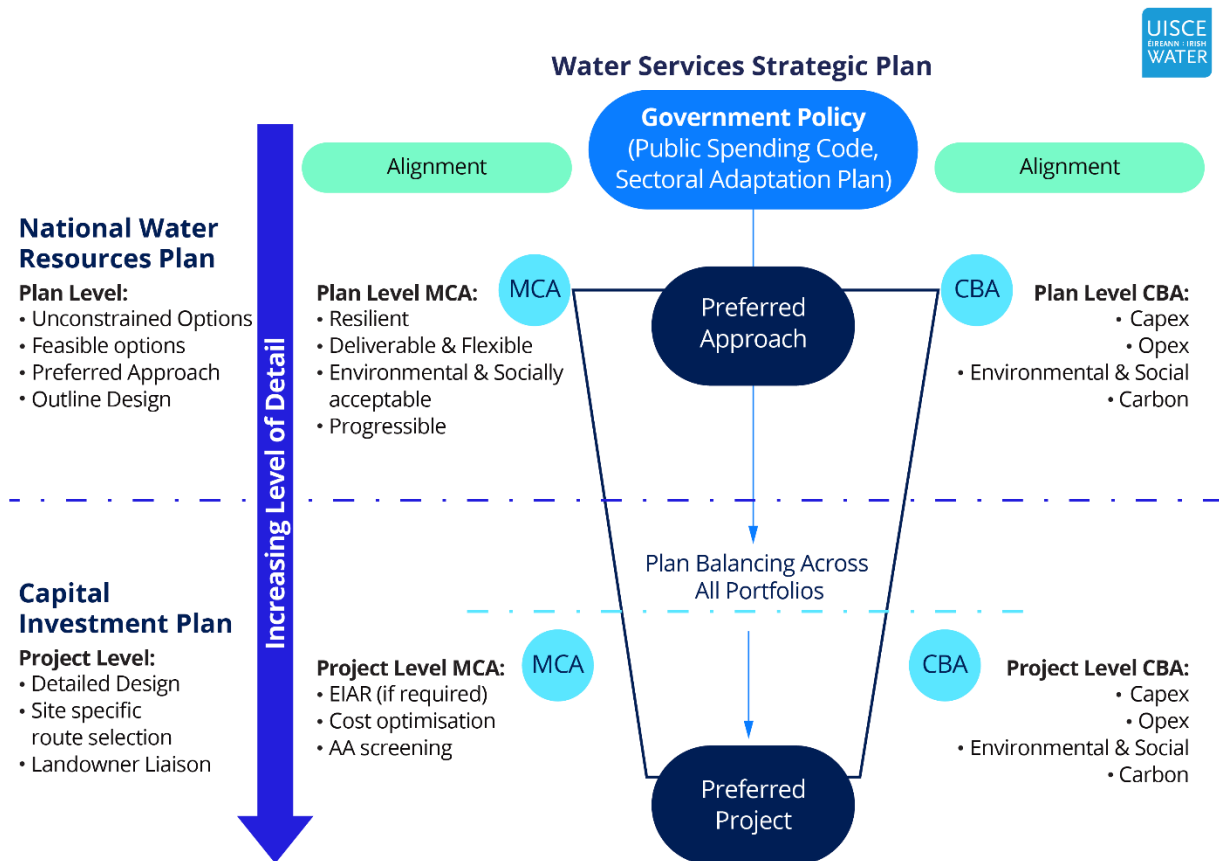 UISCE
ÉIREANN : IRISH
WATER
Water Services Strategic Plan
Government Policy
(Public Spending Code,
Sectoral Adaptation Plan)
Alignment
Alignment
Increasing Level of Detail
National Water
Resources Plan
Plan Level:
• Unconstrained Options
• Feasible options
• Preferred Approach
• Outline Design
Plan Level MCA:
• Resilient
• Deliverable & Flexible
• Environmental & Socially
acceptable
• Progressible
MCA
Preferred
Approach
CBA
Plan Level CBA:
• Capex
• Opex
• Environmental & Social
• Carbon
Plan Balancing Across
All Portfolios
Capital
Investment Plan
Project Level:
• Detailed Design
• Site specific
route selection
• Landowner Liaison
Project Level MCA:
• EIAR (if required)
• Cost optimisation
• AA screening
MCA
CBA
Project Level CBA:
• Capex
• Opex
• Environmental & Social
• Carbon
Preferred
Project